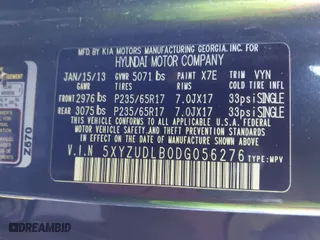 MFD BY KIA MOTORS MANUFACTURING GEORGIA, INC. FOR
HYUNDAI MOTOR COMPANY
JAN/15/13 GVWR 5071 lbs PAINT X7E TRIM VYN
GAWR TIRE RIMS COLD TIRE PRES.
FRONT 2976 lbs P235/65R17 7.0JX17 33psi SINGLE
REAR 3075 lbs P235/65R17 7.0JX17 33psi SINGLE
THIS VEHICLE CONFORMS TO ALL APPLICABLE U.S.
FEDERAL MOTOR VEHICLE SAFETY AND THEFT PREVENTION
STANDARDS IN EFFECT ON THE DATE OF MANUFACTURE
SHOWN ABOVE.
V.I.N 5XYZUDLB0DG056276 TYPE:MPV
DREAMBID